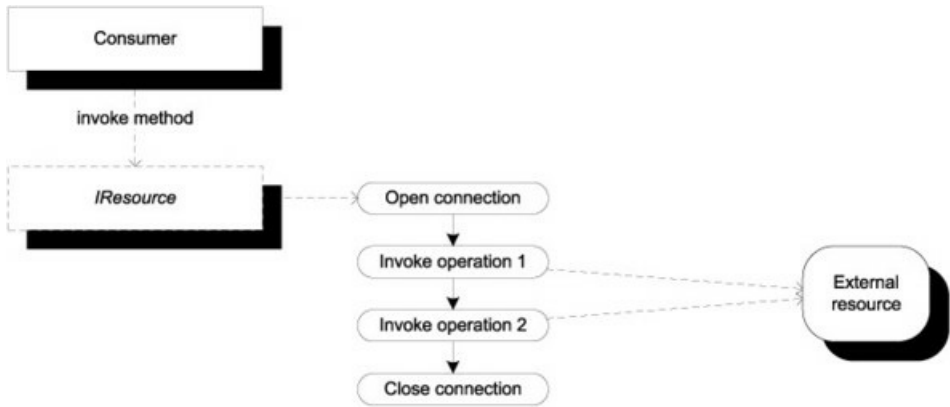 Consumer
invoke method
IResource
Open connection
Invoke operation 1
Invoke operation 2
Close connection
External
resource